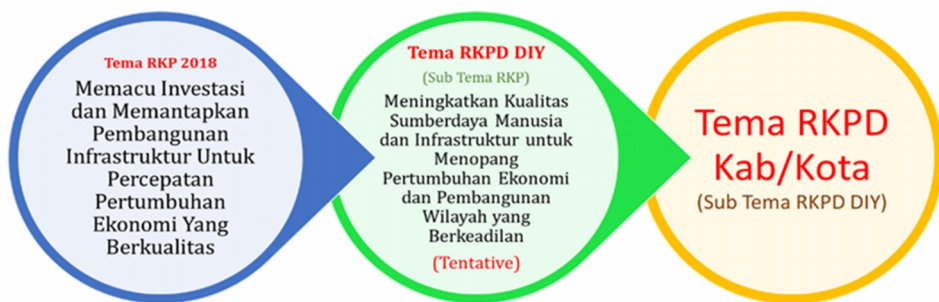 Tema RKP 2018
Memacu Investasi
dan Memantapkan
Pembangunan
Infrastruktur Untuk
Percepatan
Pertumbuhan
Ekonomi Yang
Berkualitas
Tema RKPD DIY
(Sub Tema RKP)
Meningkatkan Kualitas
Sumberdaya Manusia
dan Infrastruktur untuk
Menopang
Pertumbuhan Ekonomi
dan Pembangunan
Wilayah yang
Berkeadilan
(Tentative)
Tema RKPD
Kab/Kota
(Sub Tema RKPD DIY)